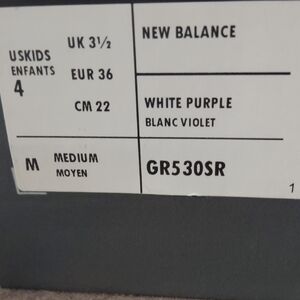 USKIDS
ENFANTS
4
UK 3½
EUR 36
CM 22
NEW BALANCE
WHITE PURPLE
BLANC VIOLET
M
MEDIUM
MOYEN
GR530SR
1